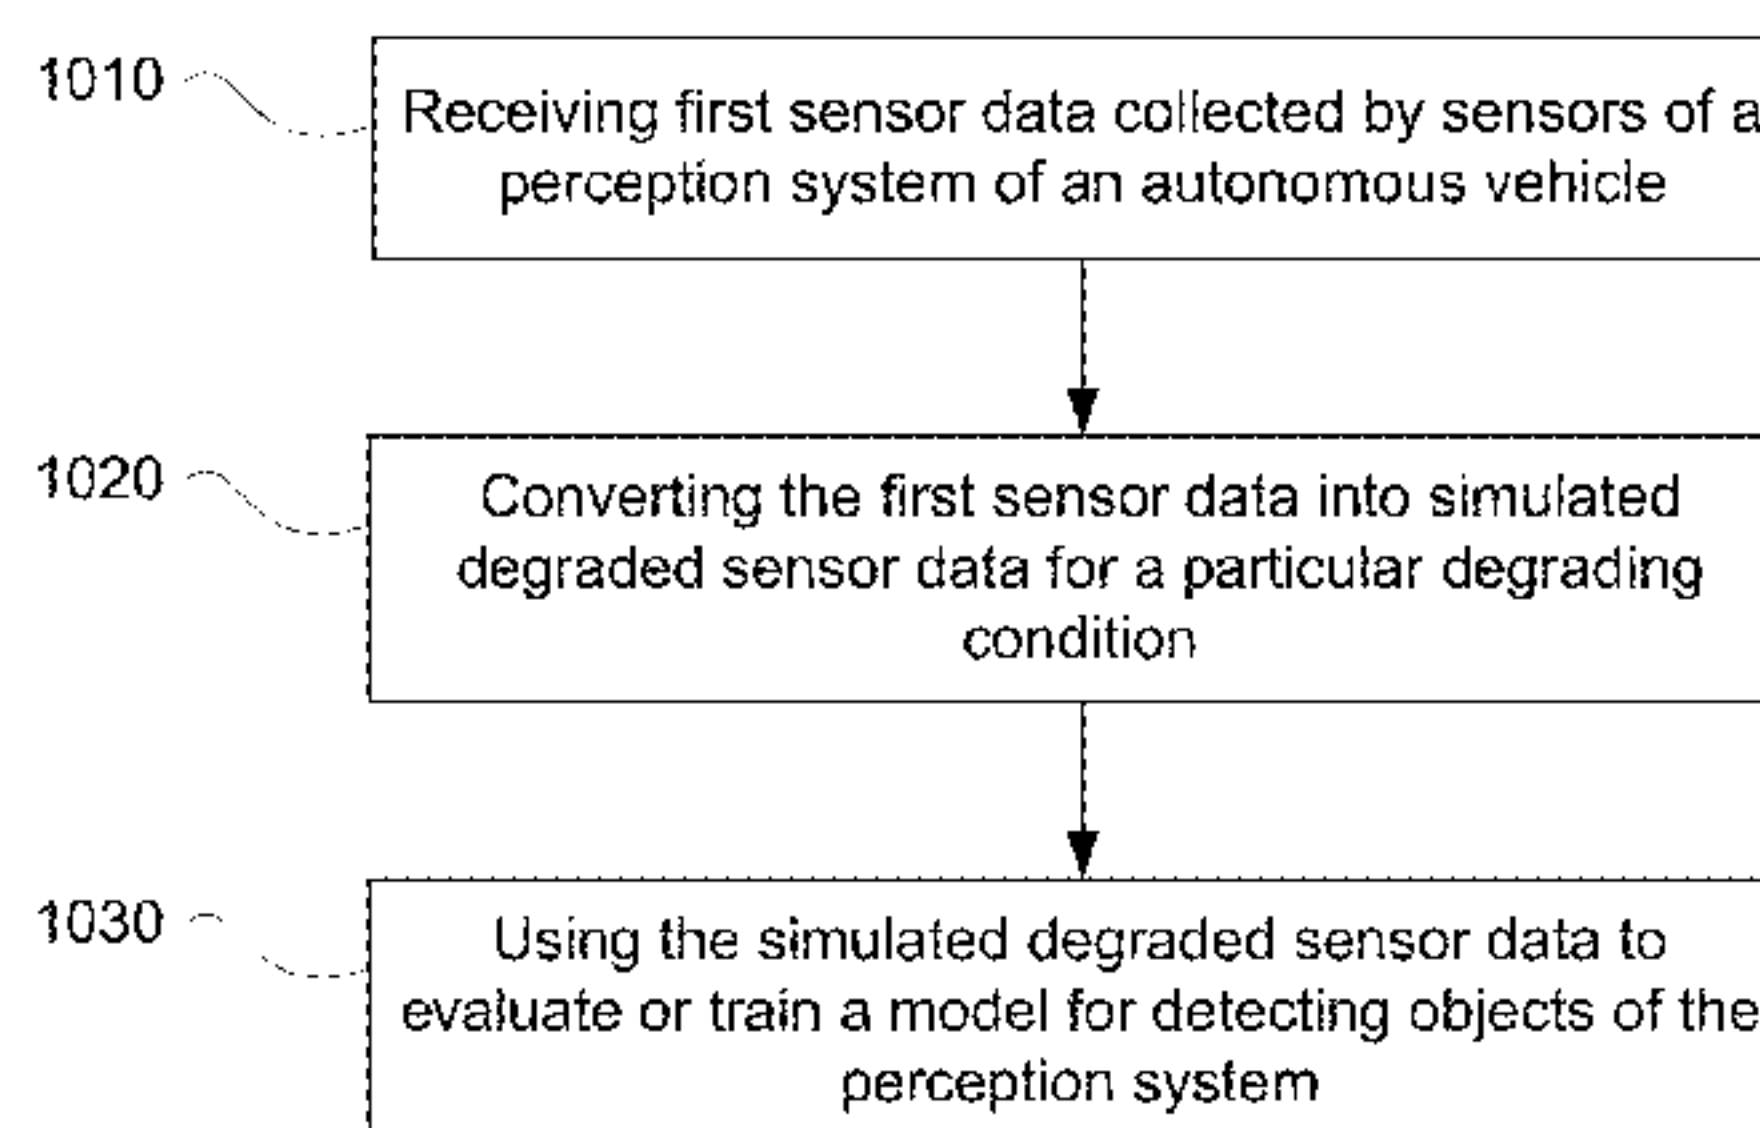 1010
Receiving first sensor data collected by sensors of a
perception system of an autonomous vehicle
1020
Converting the first sensor data into simulated
degraded sensor data for a particular degrading
condition
1030
Using the simulated degraded sensor data to
evaluate or train a model for detecting objects of the
perception system